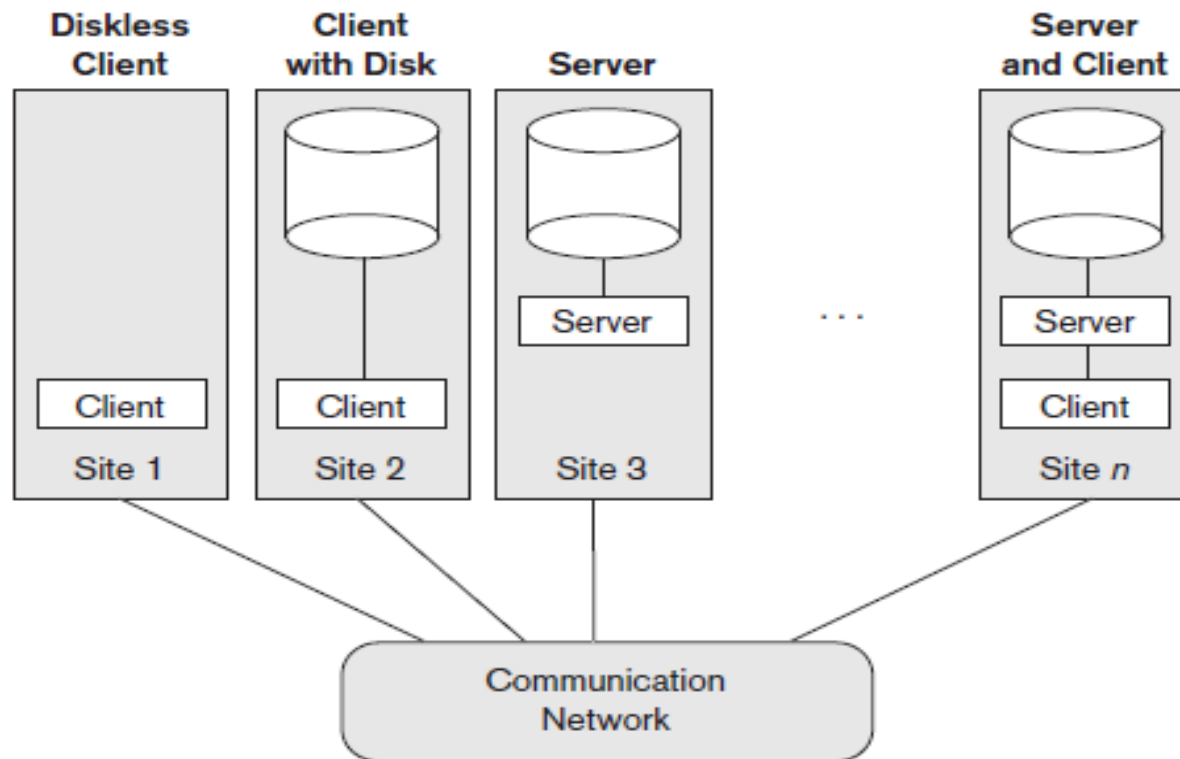 Diskless
Client
Client
with Disk
Server
Server
and Client
Client
Site 1
Client
Site 2
Server
Site 3
. . .
Server
Client
Site n
Communication
Network